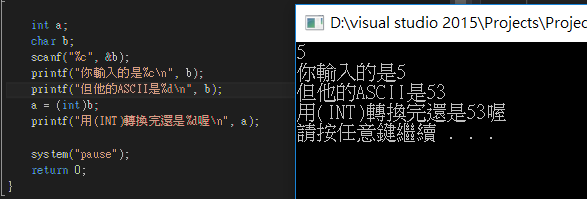 int a;
char b;
scanf("%c", &b);
printf("你輸入的是%c\n", b);
printf("但他的ASCII是%d\n", b);
a = (int)b;
printf("用(INT)轉換完還是%d喔\n", a);
system("pause");
return 0;
}
D:\visual studio 2015\Projects\Projec
5
你輸入的是5
但他的ASCII是53
用(INT)轉換完還是53喔
請按任意鍵繼續 . . .